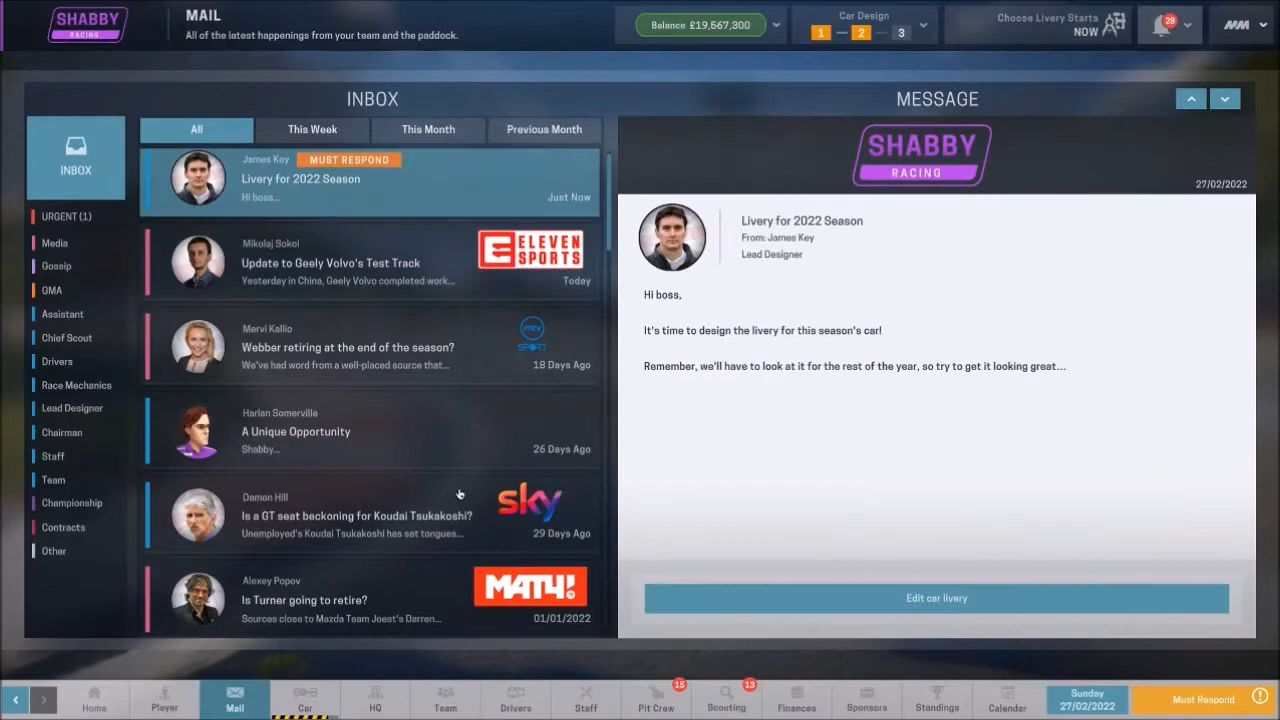 SHABBY
RACING
MAIL
All of the latest happenings from your team and the paddock.
Balance £19,567,300
Car Design
1 2 3
Choose Livery Starts
NOW
28
INBOX
MESSAGE
INBOX
URGENT (1)
Media
Gossip
GMA
Assistant
Chief Scout
Drivers
Race Mechanics
Lead Designer
Chairman
Staff
Team
Championship
Contracts
Other
All
This Week
This Month
Previous Month
James Key MUST RESPOND
Livery for 2022 Season
Hi boss...
Just Now
Mikolaj Sokol
Update to Geely Volvo's Test Track
Yesterday in China, Geely Volvo completed work...
ELEVEN
SPORTS
Today
Mervi Kallio
Webber retiring at the end of the season?
We've had word from a well-placed source that...
mtv
SPORT
18 Days Ago
Harlan Somerville
A Unique Opportunity
Shabby...
26 Days Ago
Damon Hill
Is a GT seat beckoning for Koudai Tsukakoshi?
Unemployed's Koudai Tsukakoshi has set tongues...
sky
29 Days Ago
Alexey Popov
Is Turner going to retire?
Sources close to Mazda Team Joest's Darren...
МАТЧ!
01/01/2022
SHABBY
RACING
27/02/2022
Livery for 2022 Season
From: James Key
Lead Designer
Hi boss,
It's time to design the livery for this season's car!
Remember, we'll have to look at it for the rest of the year, so try to get it looking great...
Edit car livery
Home
Player
Mail
Car
HQ
Team
Drivers
Staff
15
Pit Crew
13
Scouting
Finances
Sponsors
Standings
Calendar
Sunday
27/02/2022
Must Respond